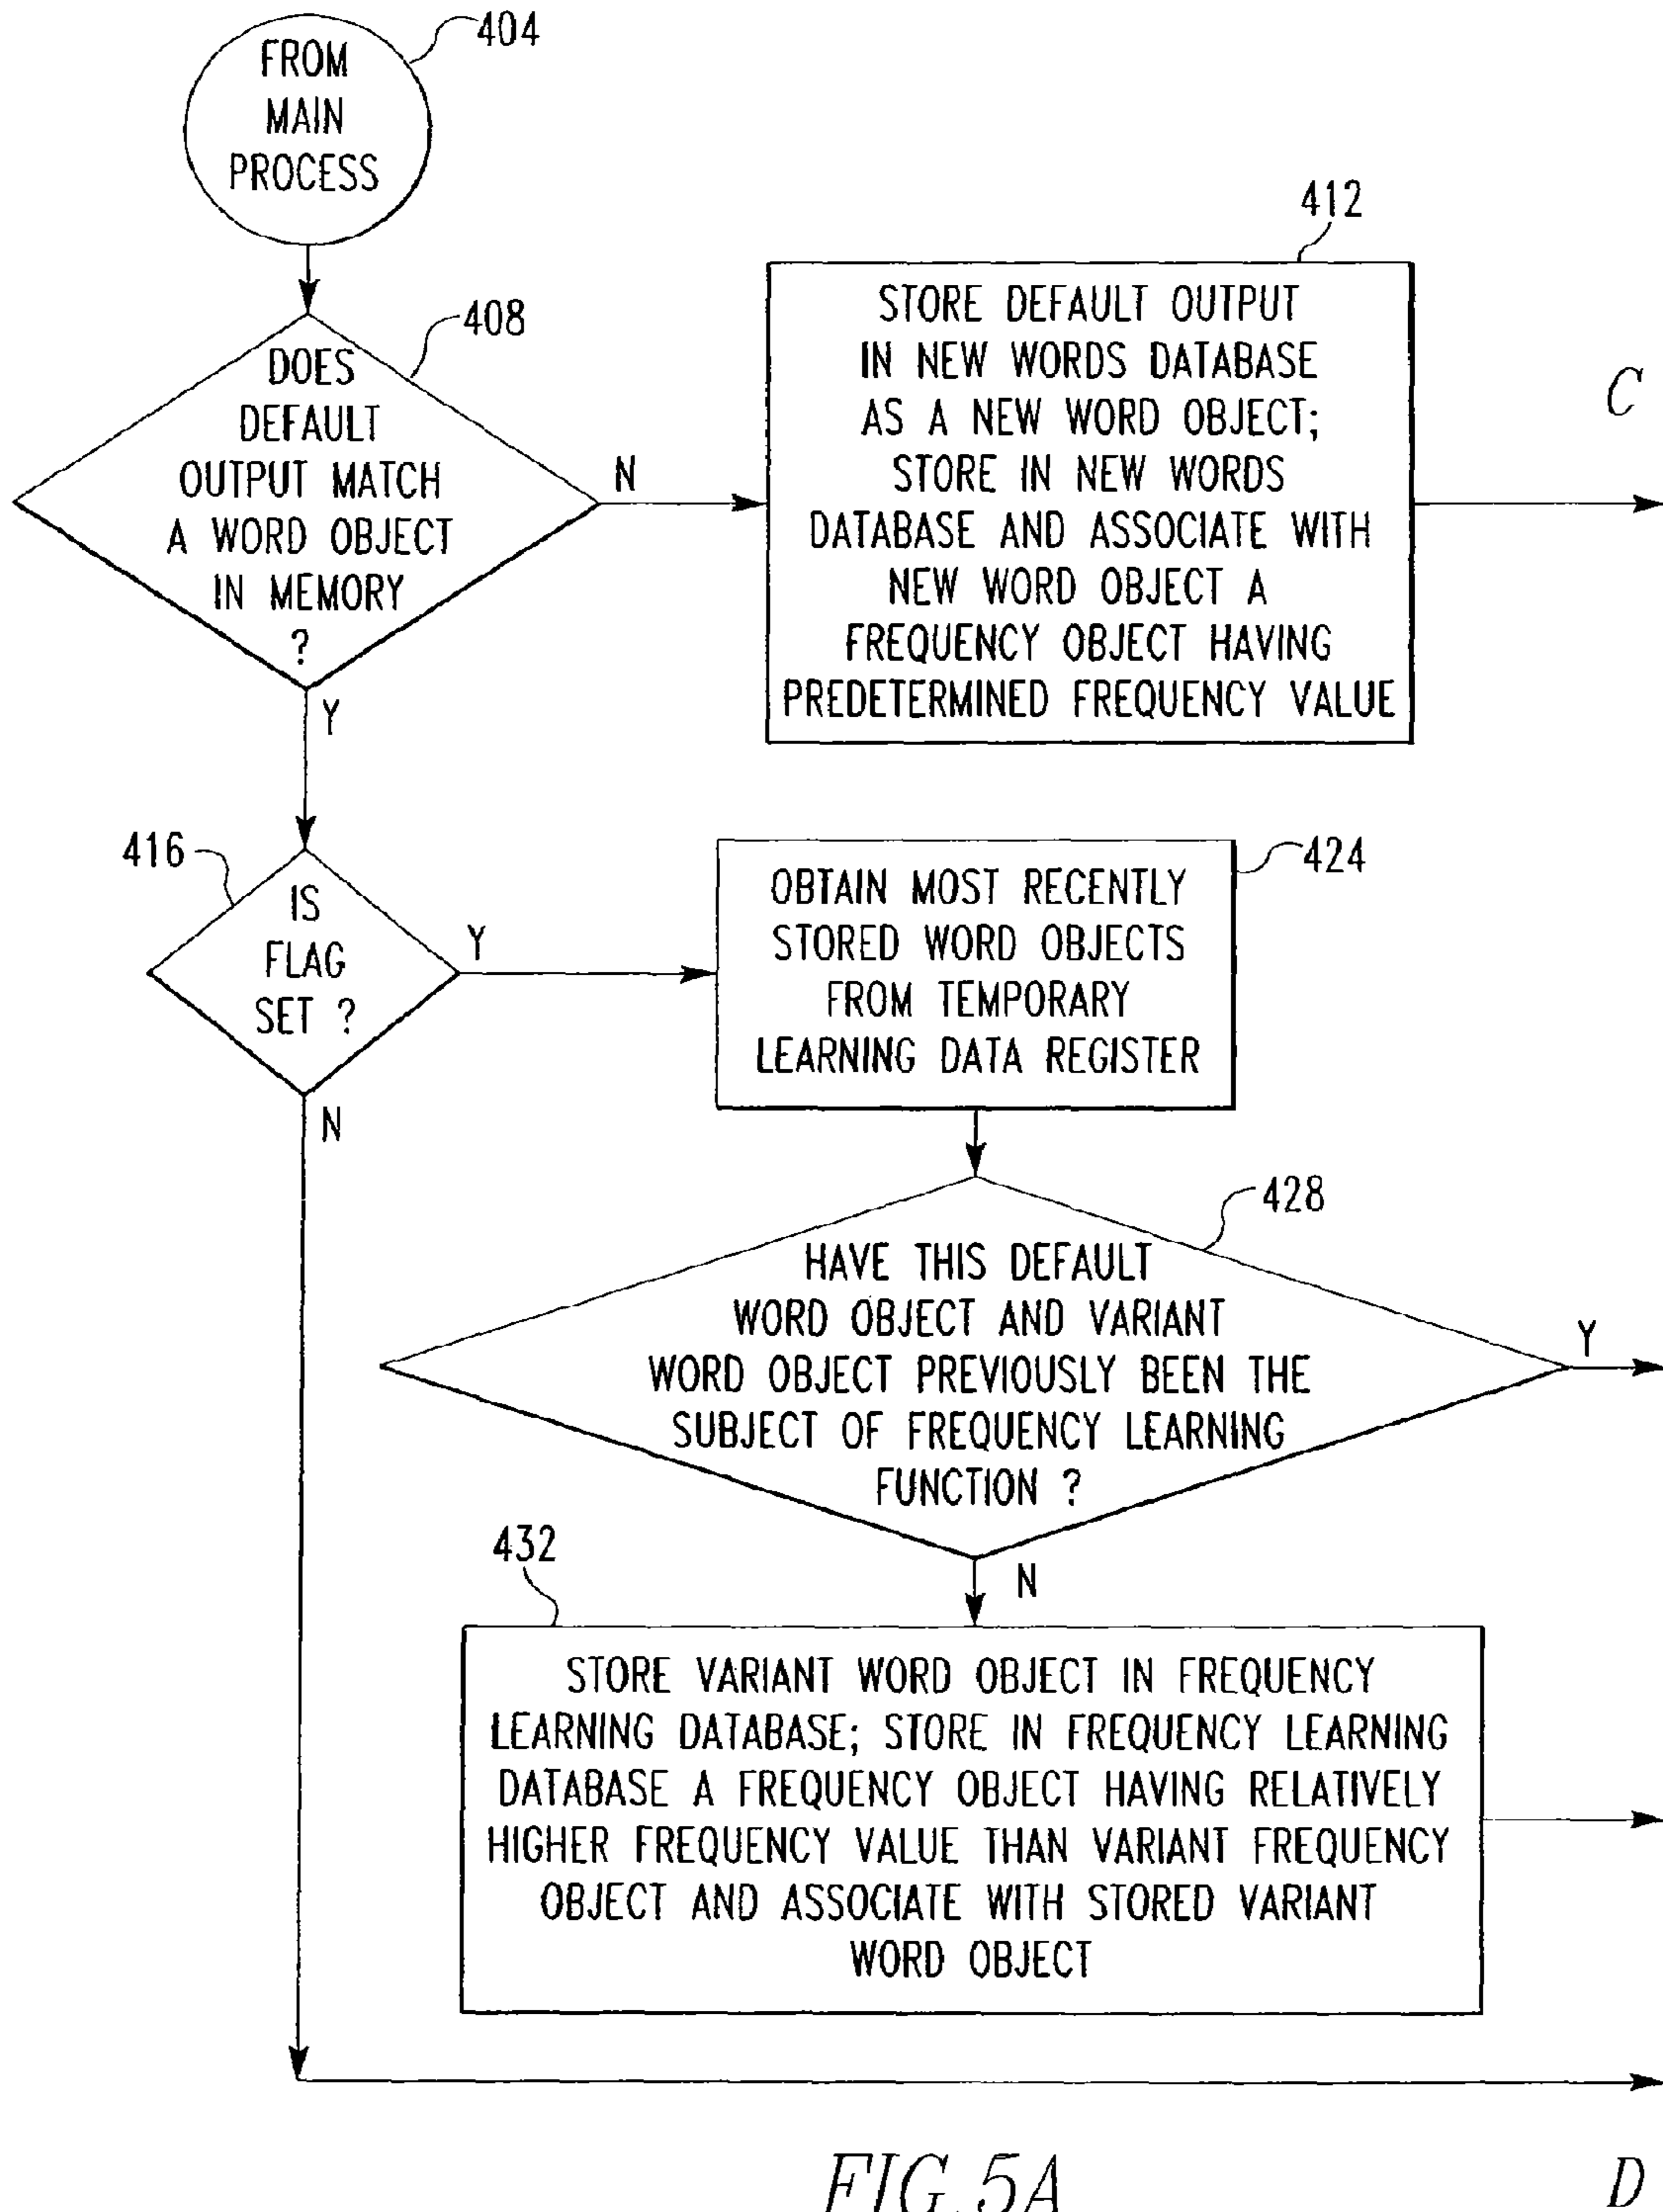 FROM
MAIN
PROCESS
404
DOES
DEFAULT
OUTPUT MATCH
A WORD OBJECT
IN MEMORY
?
408
N
Y
412
STORE DEFAULT OUTPUT
IN NEW WORDS DATABASE
AS A NEW WORD OBJECT;
STORE IN NEW WORDS
DATABASE AND ASSOCIATE WITH
NEW WORD OBJECT A
FREQUENCY OBJECT HAVING
PREDETERMINED FREQUENCY VALUE
C
416
IS
FLAG
SET ?
Y
N
424
OBTAIN MOST RECENTLY
STORED WORD OBJECTS
FROM TEMPORARY
LEARNING DATA REGISTER
428
HAVE THIS DEFAULT
WORD OBJECT AND VARIANT
WORD OBJECT PREVIOUSLY BEEN THE
SUBJECT OF FREQUENCY LEARNING
FUNCTION ?
Y
N
432
STORE VARIANT WORD OBJECT IN FREQUENCY
LEARNING DATABASE; STORE IN FREQUENCY LEARNING
DATABASE A FREQUENCY OBJECT HAVING RELATIVELY
HIGHER FREQUENCY VALUE THAN VARIANT FREQUENCY
OBJECT AND ASSOCIATE WITH STORED VARIANT
WORD OBJECT
FIG.5A
D